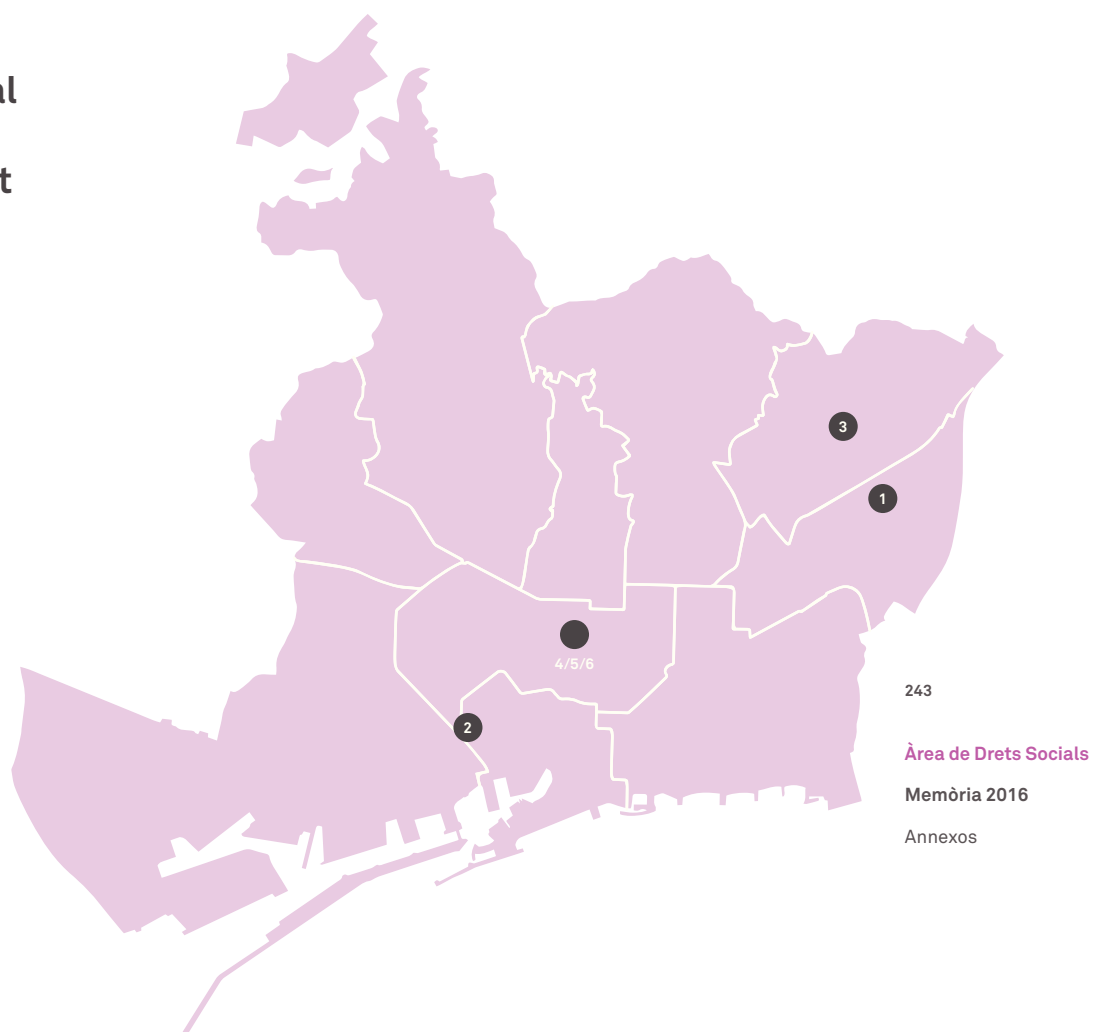 al
t
3
1
4/5/6
2
243
Àrea de Drets Socials
Memòria 2016
Annexos